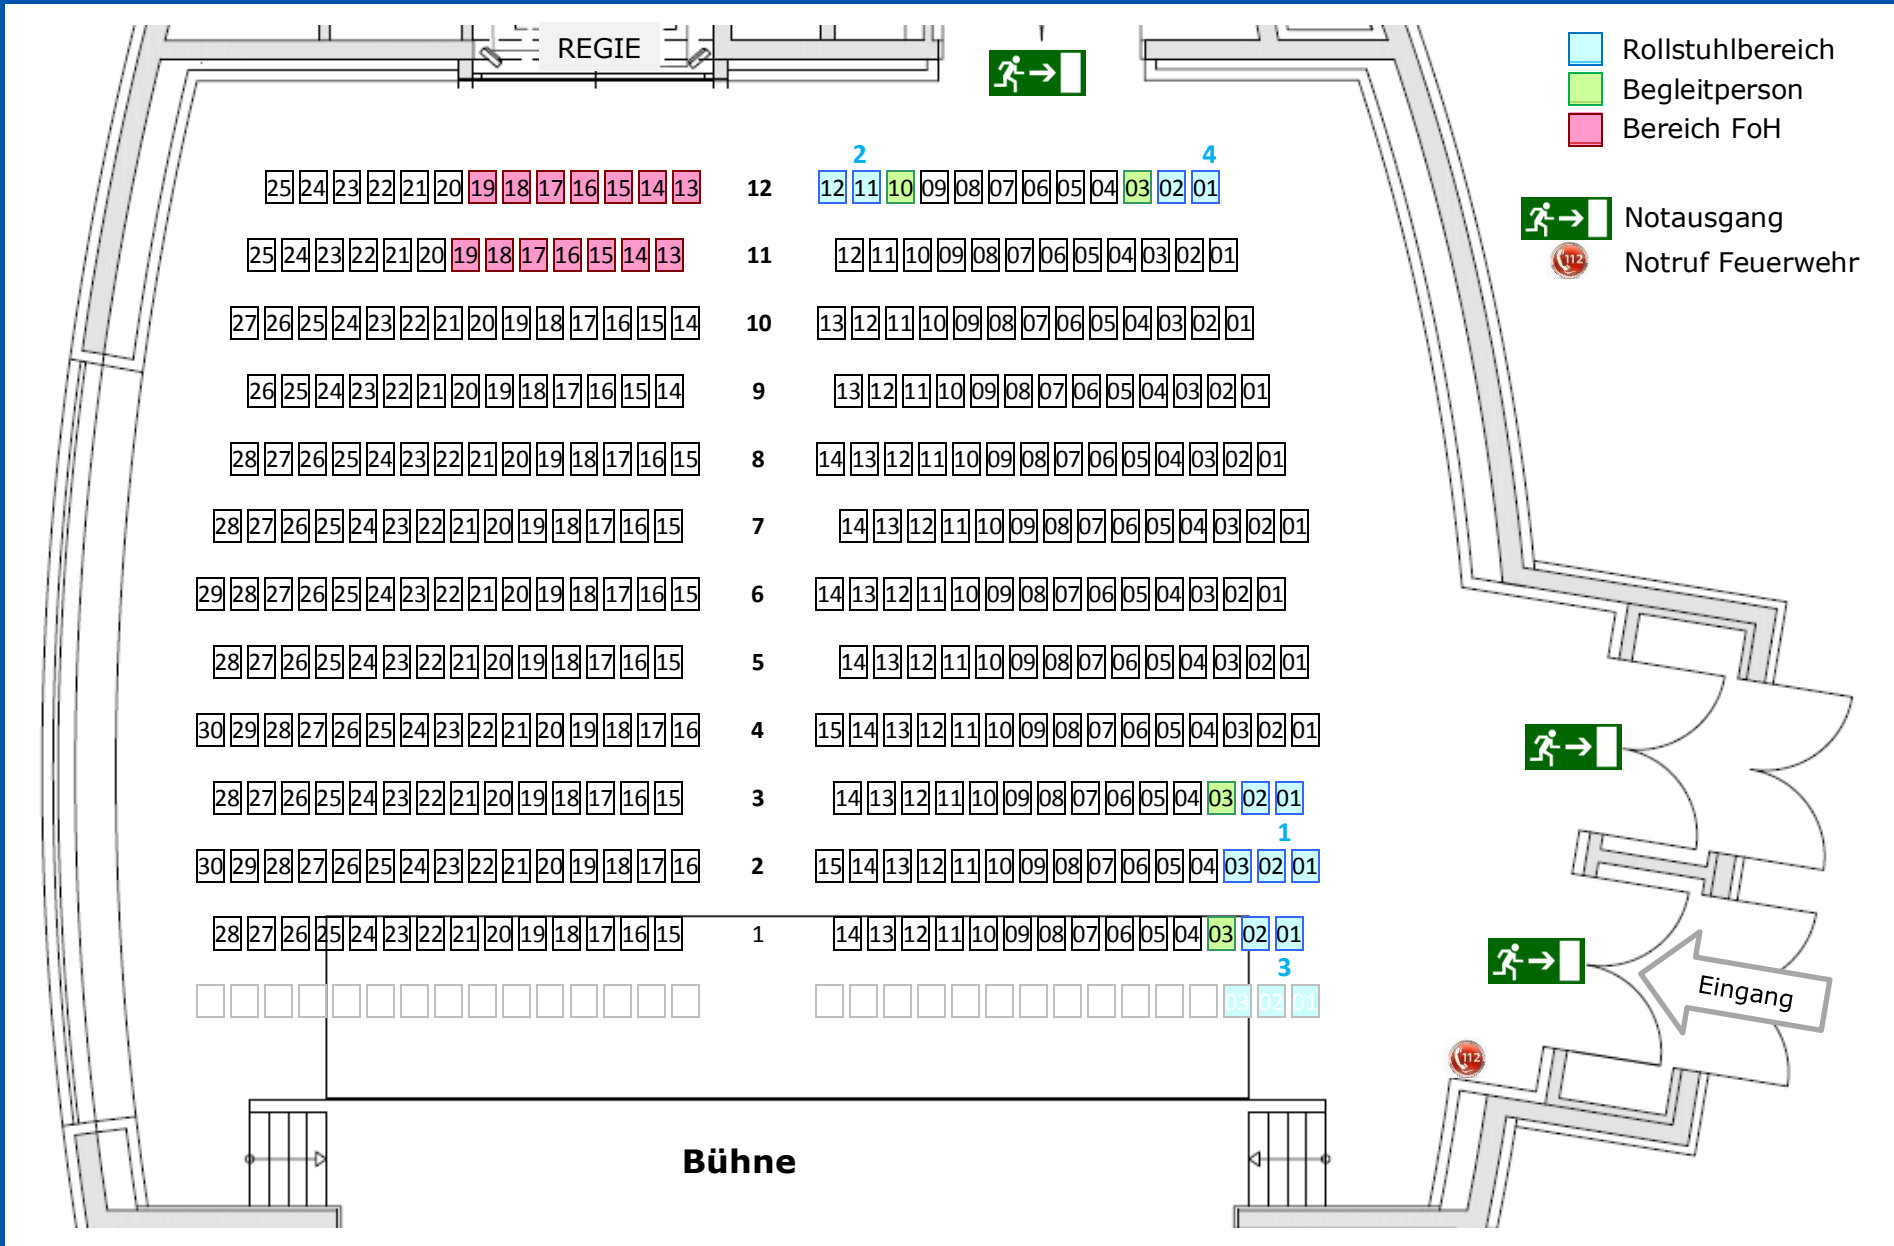 REGIE
Rollstuhlbereich
Begleitperson
Bereich FoH
Notausgang
112 Notruf Feuerwehr
2 4
25 24 23 22 21 20 19 18 17 16 15 14 13 12 12 11 10 09 08 07 06 05 04 03 02 01
25 24 23 22 21 20 19 18 17 16 15 14 13 11 12 11 10 09 08 07 06 05 04 03 02 01
27 26 25 24 23 22 21 20 19 18 17 16 15 14 10 13 12 11 10 09 08 07 06 05 04 03 02 01
26 25 24 23 22 21 20 19 18 17 16 15 14 9 13 12 11 10 09 08 07 06 05 04 03 02 01
28 27 26 25 24 23 22 21 20 19 18 17 16 15 8 14 13 12 11 10 09 08 07 06 05 04 03 02 01
28 27 26 25 24 23 22 21 20 19 18 17 16 15 7 14 13 12 11 10 09 08 07 06 05 04 03 02 01
29 28 27 26 25 24 23 22 21 20 19 18 17 16 15 6 14 13 12 11 10 09 08 07 06 05 04 03 02 01
28 27 26 25 24 23 22 21 20 19 18 17 16 15 5 14 13 12 11 10 09 08 07 06 05 04 03 02 01
30 29 28 27 26 25 24 23 22 21 20 19 18 17 16 4 15 14 13 12 11 10 09 08 07 06 05 04 03 02 01
28 27 26 25 24 23 22 21 20 19 18 17 16 15 3 14 13 12 11 10 09 08 07 06 05 04 03 02 01
1
30 29 28 27 26 25 24 23 22 21 20 19 18 17 16 2 15 14 13 12 11 10 09 08 07 06 05 04 03 02 01
28 27 26 25 24 23 22 21 20 19 18 17 16 15 1 14 13 12 11 10 09 08 07 06 05 04 03 02 01
3
03 02 01
Eingang
112
Bühne